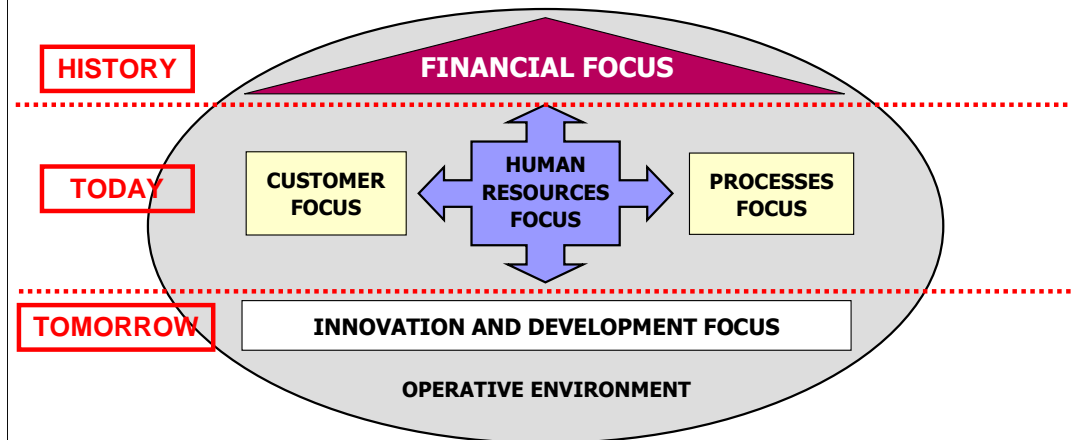 HISTORY
FINANCIAL FOCUS
TODAY
CUSTOMER
FOCUS
HUMAN
RESOURCES
FOCUS
PROCESSES
FOCUS
TOMORROW
INNOVATION AND DEVELOPMENT FOCUS
OPERATIVE ENVIRONMENT